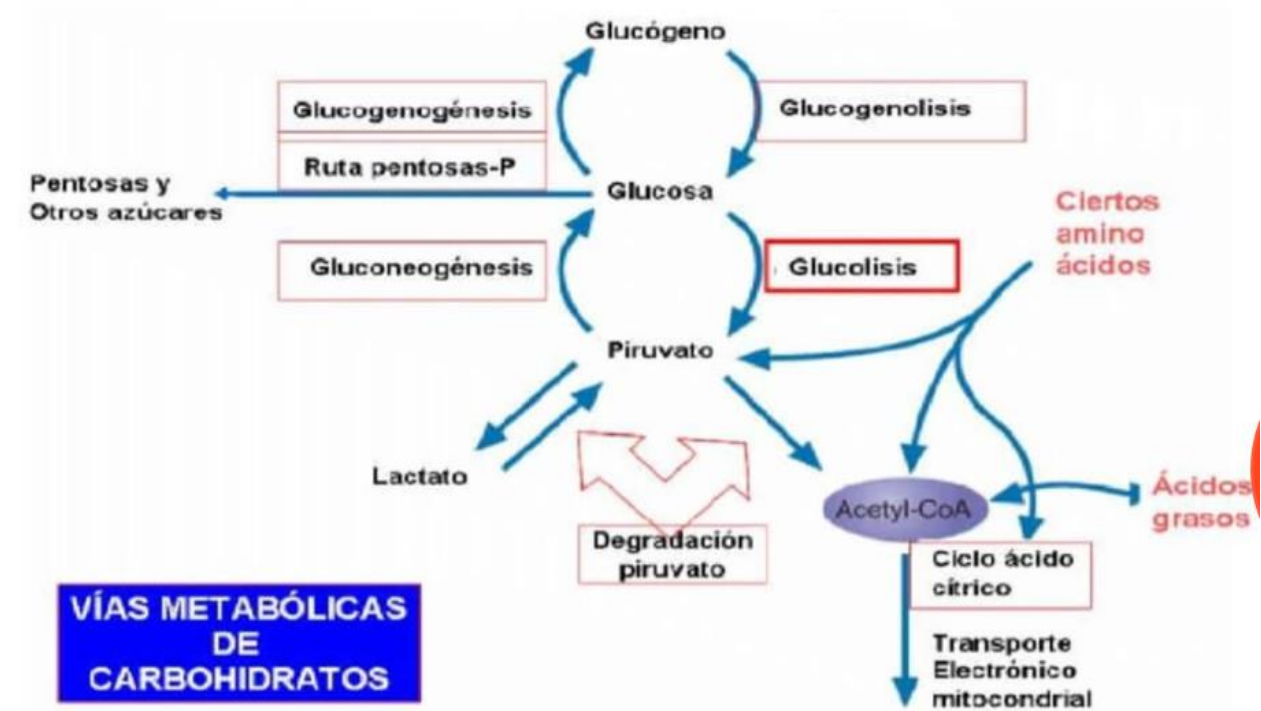 Glucógeno
Glucogenogénesis
Glucogenolisis
Ruta pentosas-P
Pentosas y
Otros azúcares
Glucosa
Ciertos
amino
ácidos
Gluconeogénesis
Glucolisis
Piruvato
Lactato
Acetyl-CoA
Ácidos
grasos
Degradación
piruvato
Ciclo ácido
cítrico
VÍAS METABÓLICAS
DE
CARBOHIDRATOS
Transporte
Electrónico
mitocondrial